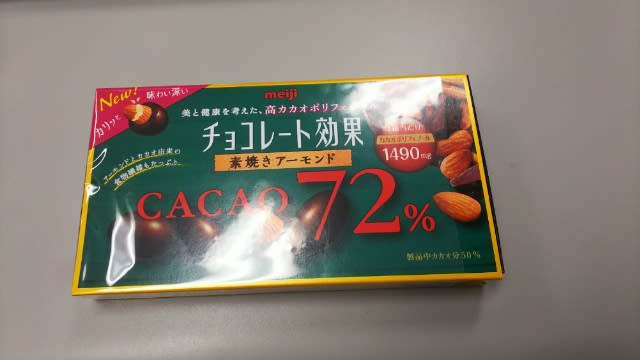 New!
味わい深い
カリッと
meiji
美と健康を考えた、高カカオポリフェ
チョコレート効果
素焼きアーモンド
当たり
カカオポリフェノール
1490mg
アーモンドとカカオ由来の
食物繊維もたっぷり
CACAO 72%
製品中カカオ分50%